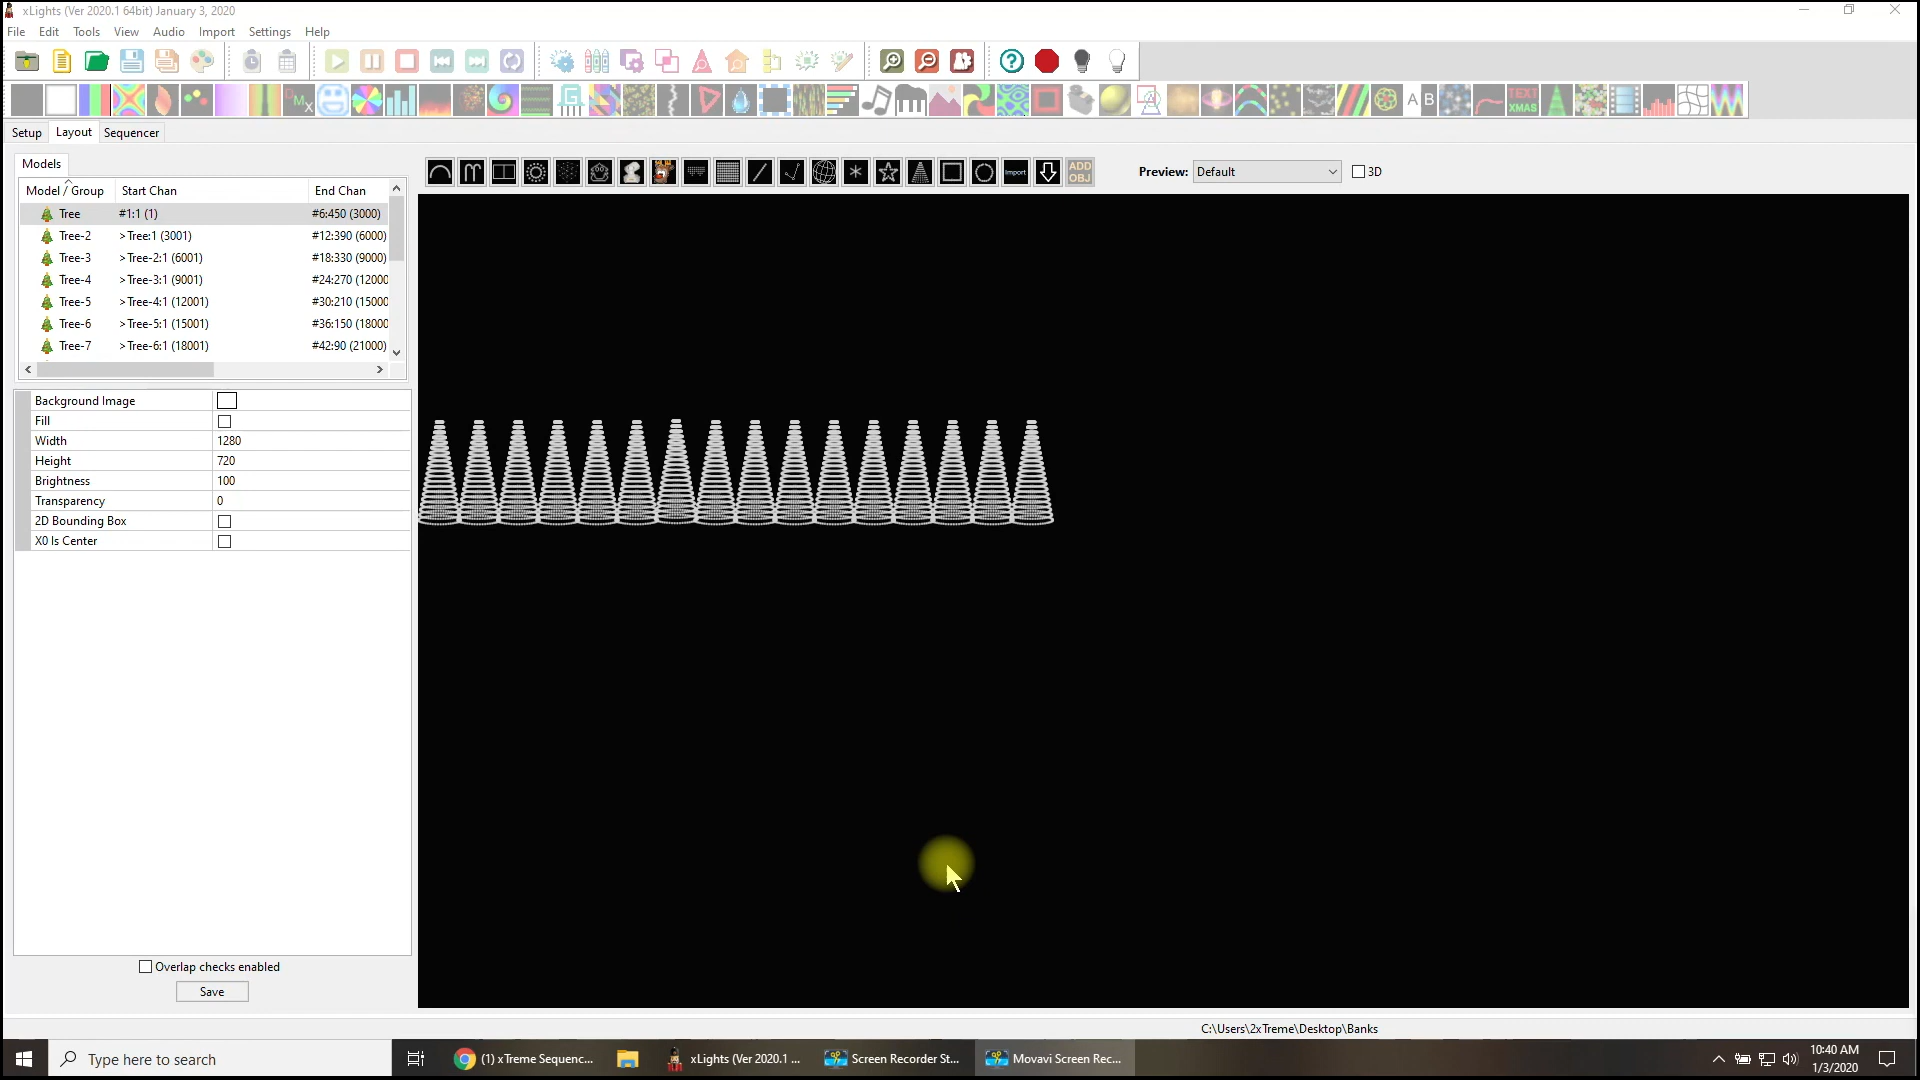 xLights (Ver 2020.1 64bit) January 3, 2020
File Edit Tools View Audio Import Settings Help
DMX
A B
TEXT XMAS
Setup Layout Sequencer
Models
Import
ADD OBJ
Preview: Default 3D
Model / Group Start Chan End Chan
Tree #1:1 (1) #6:450 (3000)
Tree-2 >Tree:1 (3001) #12:390 (6000)
Tree-3 >Tree-2:1 (6001) #18:330 (9000)
Tree-4 >Tree-3:1 (9001) #24:270 (12000
Tree-5 >Tree-4:1 (12001) #30:210 (15000
Tree-6 >Tree-5:1 (15001) #36:150 (18000
Tree-7 >Tree-6:1 (18001) #42:90 (21000)
Background Image
Fill
Width 1280
Height 720
Brightness 100
Transparency 0
2D Bounding Box
X0 Is Center
Overlap checks enabled
Save
C:\Users\2xTreme\Desktop\Banks
Type here to search
(1) xTreme Sequenc...
xLights (Ver 2020.1 ...
Screen Recorder St...
Movavi Screen Rec...
10:40 AM
1/3/2020